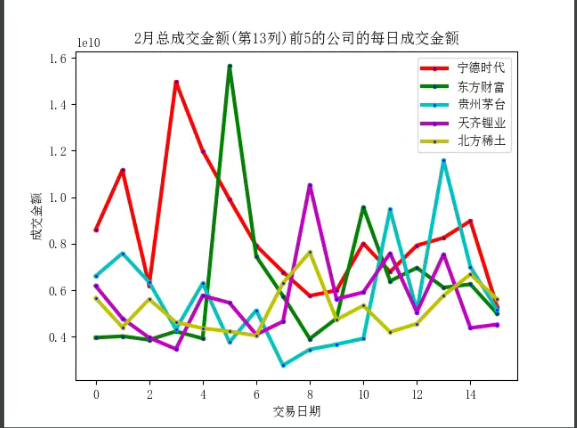 2月总成交金额(第13列)前5的公司的每日成交金额
1e10
1.6
1.4
1.2
1.0
0.8
0.6
0.4
成交金额
宁德时代
东方财富
贵州茅台
天齐锂业
北方稀土
0 2 4 6 8 10 12 14
交易日期